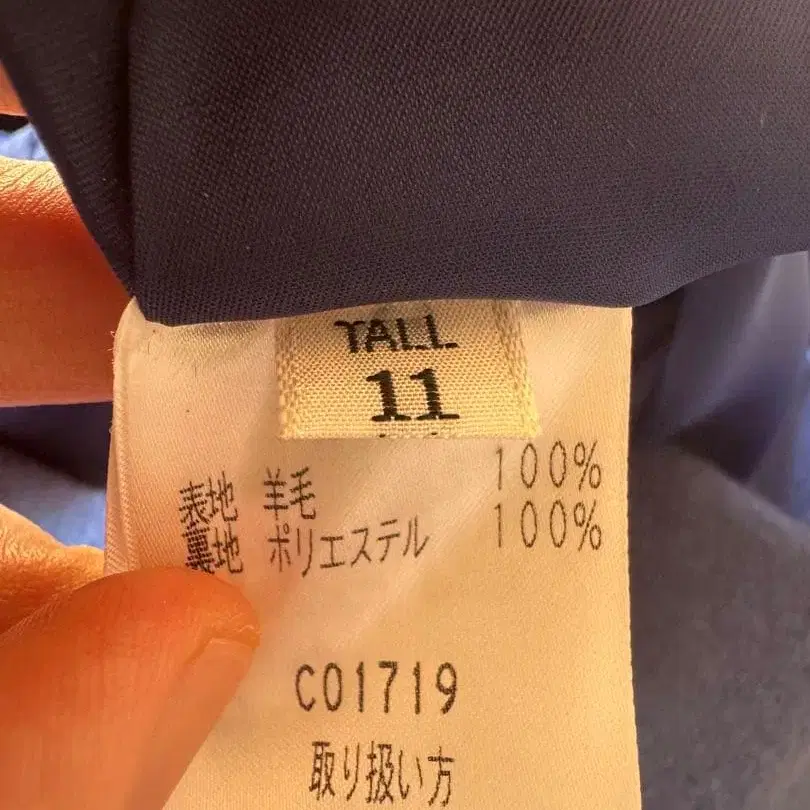 TALL
11
表地 羊毛 100%
裏地 ポリエステル 100%
C01719
取り扱い方